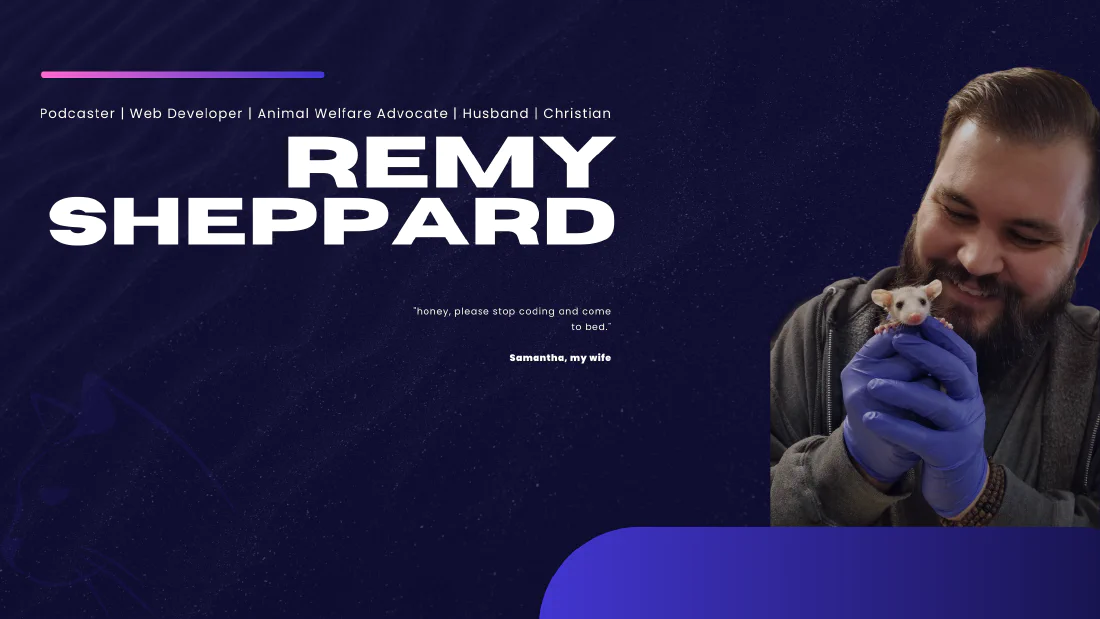 Podcaster | Web Developer | Animal Welfare Advocate | Husband | Christian
REMY
SHEPPARD
"honey, please stop coding and come
to bed."
Samantha, my wife